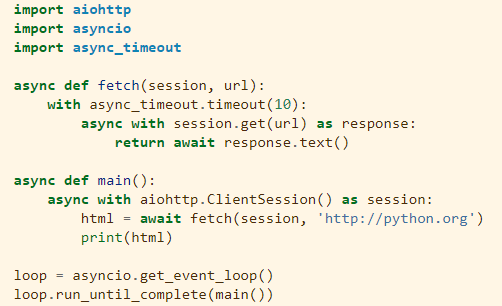 import aiohttp
import asyncio
import async_timeout

async def fetch(session, url):
    with async_timeout.timeout(10):
        async with session.get(url) as response:
            return await response.text()

async def main():
    async with aiohttp.ClientSession() as session:
        html = await fetch(session, 'http://python.org')
        print(html)

loop = asyncio.get_event_loop()
loop.run_until_complete(main())